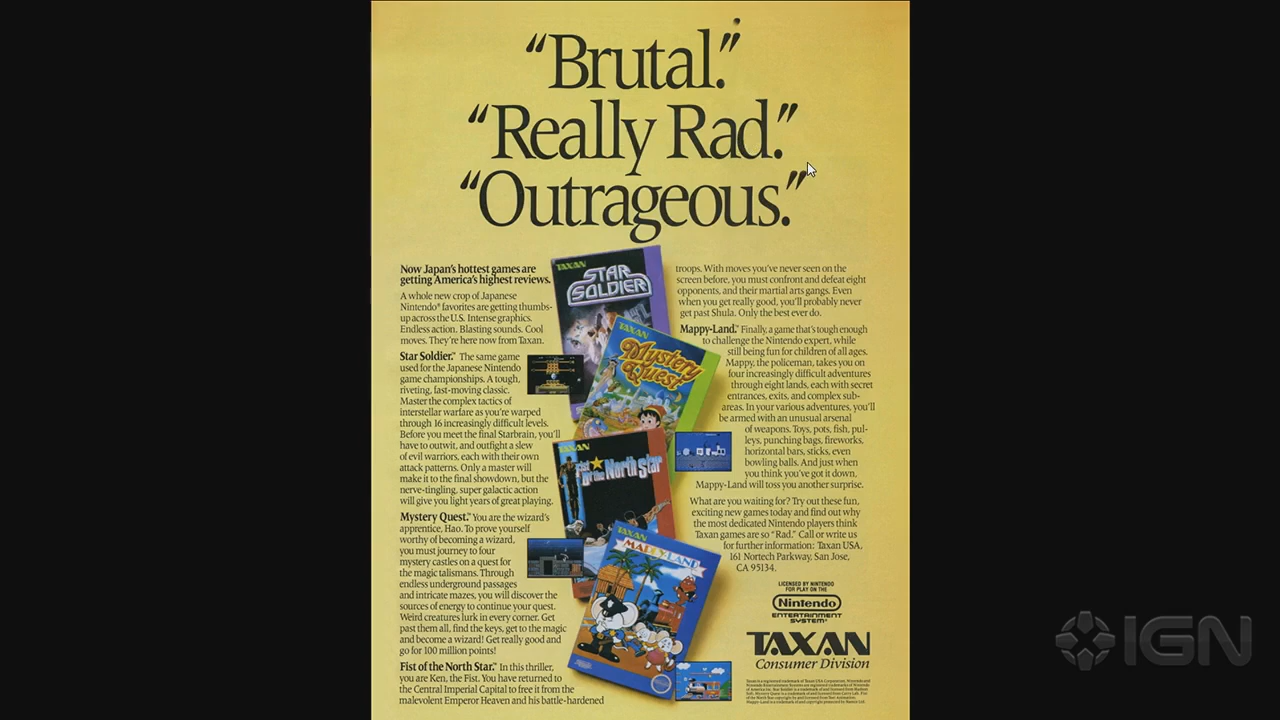 “Brutal.”
“Really Rad.”
“Outrageous.”
Now Japan's hottest games are
getting America's highest reviews.
A whole new crop of Japanese
Nintendo® favorites are getting thumbs-
up across the U.S. Intense graphics.
Endless action. Blasting sounds. Cool
moves. They're here now from Taxan.
Star Soldier.™ The same game
used for the Japanese Nintendo
game championships. A tough,
riveting, fast-moving classic.
Master the complex tactics of
interstellar warfare as you're warped
through 16 increasingly difficult levels.
Before you meet the final Starbrain, you'll
have to outwit, and outfight a slew
of evil warriors, each with their own
attack patterns. Only a master will
make it to the final showdown, but the
nerve-tingling, super galactic action
will give you light years of great playing.
Mystery Quest.™ You are the wizard's
apprentice, Hao. To prove yourself
worthy of becoming a wizard,
you must journey to four
mystery castles on a quest for
the magic talismans. Through
endless underground passages
and intricate mazes, you will discover the
sources of energy to continue your quest.
Weird creatures lurk in every corner. Get
past them all, find the keys, get to the magic
and become a wizard! Get really good and
go for 100 million points!
Fist of the North Star.™ In this thriller,
you are Ken, the Fist. You have returned to
the Central Imperial Capital to free it from the
malevolent Emperor Heaven and his battle-hardened
TAXAN
STAR
SOLDIER
TAXAN
Mystery
Quest
TAXAN
Fist
of the North Star
TAXAN
MAPPY-LAND
troops. With moves you've never seen on the
screen before, you must confront and defeat eight
opponents, and their martial arts gangs. Even
when you get really good, you'll probably never
get past Shula. Only the best ever do.
Mappy-Land.™ Finally, a game that's tough enough
to challenge the Nintendo expert, while
still being fun for children of all ages.
Mappy, the policeman, takes you on
four increasingly difficult adventures
through eight lands, each with secret
entrances, exits, and complex sub-
areas. In your various adventures, you'll
be armed with an unusual arsenal
of weapons. Toys, pots, fish, pul-
leys, punching bags, fireworks,
horizontal bars, sticks, even
bowling balls. And just when
you think you've got it down,
Mappy-Land will toss you another surprise.
What are you waiting for? Try out these fun,
exciting new games today and find out why
the most dedicated Nintendo players think
Taxan games are so “Rad.” Call or write us
for further information: Taxan USA,
161 Nortech Parkway, San Jose,
CA 95134.
LICENSED BY NINTENDO
FOR PLAY ON THE
Nintendo
ENTERTAINMENT
SYSTEM®
TAXAN
Consumer Division
IGN